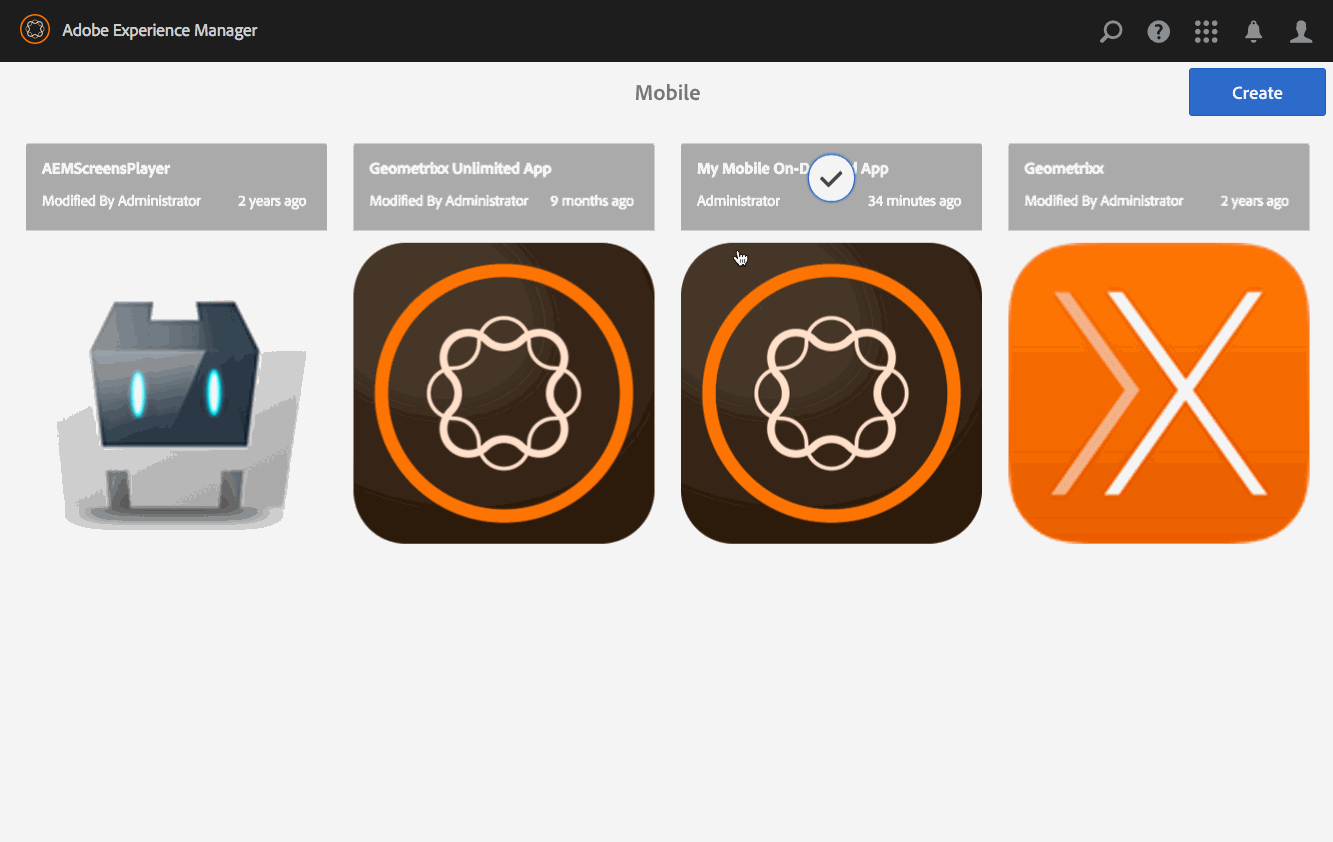 Adobe Experience Manager
Mobile
Create
AEMScreensPlayer
Modified By Administrator 2 years ago
Geometrixx Unlimited App
Modified By Administrator 9 months ago
My Mobile On-D App
Administrator 34 minutes ago
Geometrixx
Modified By Administrator 2 years ago